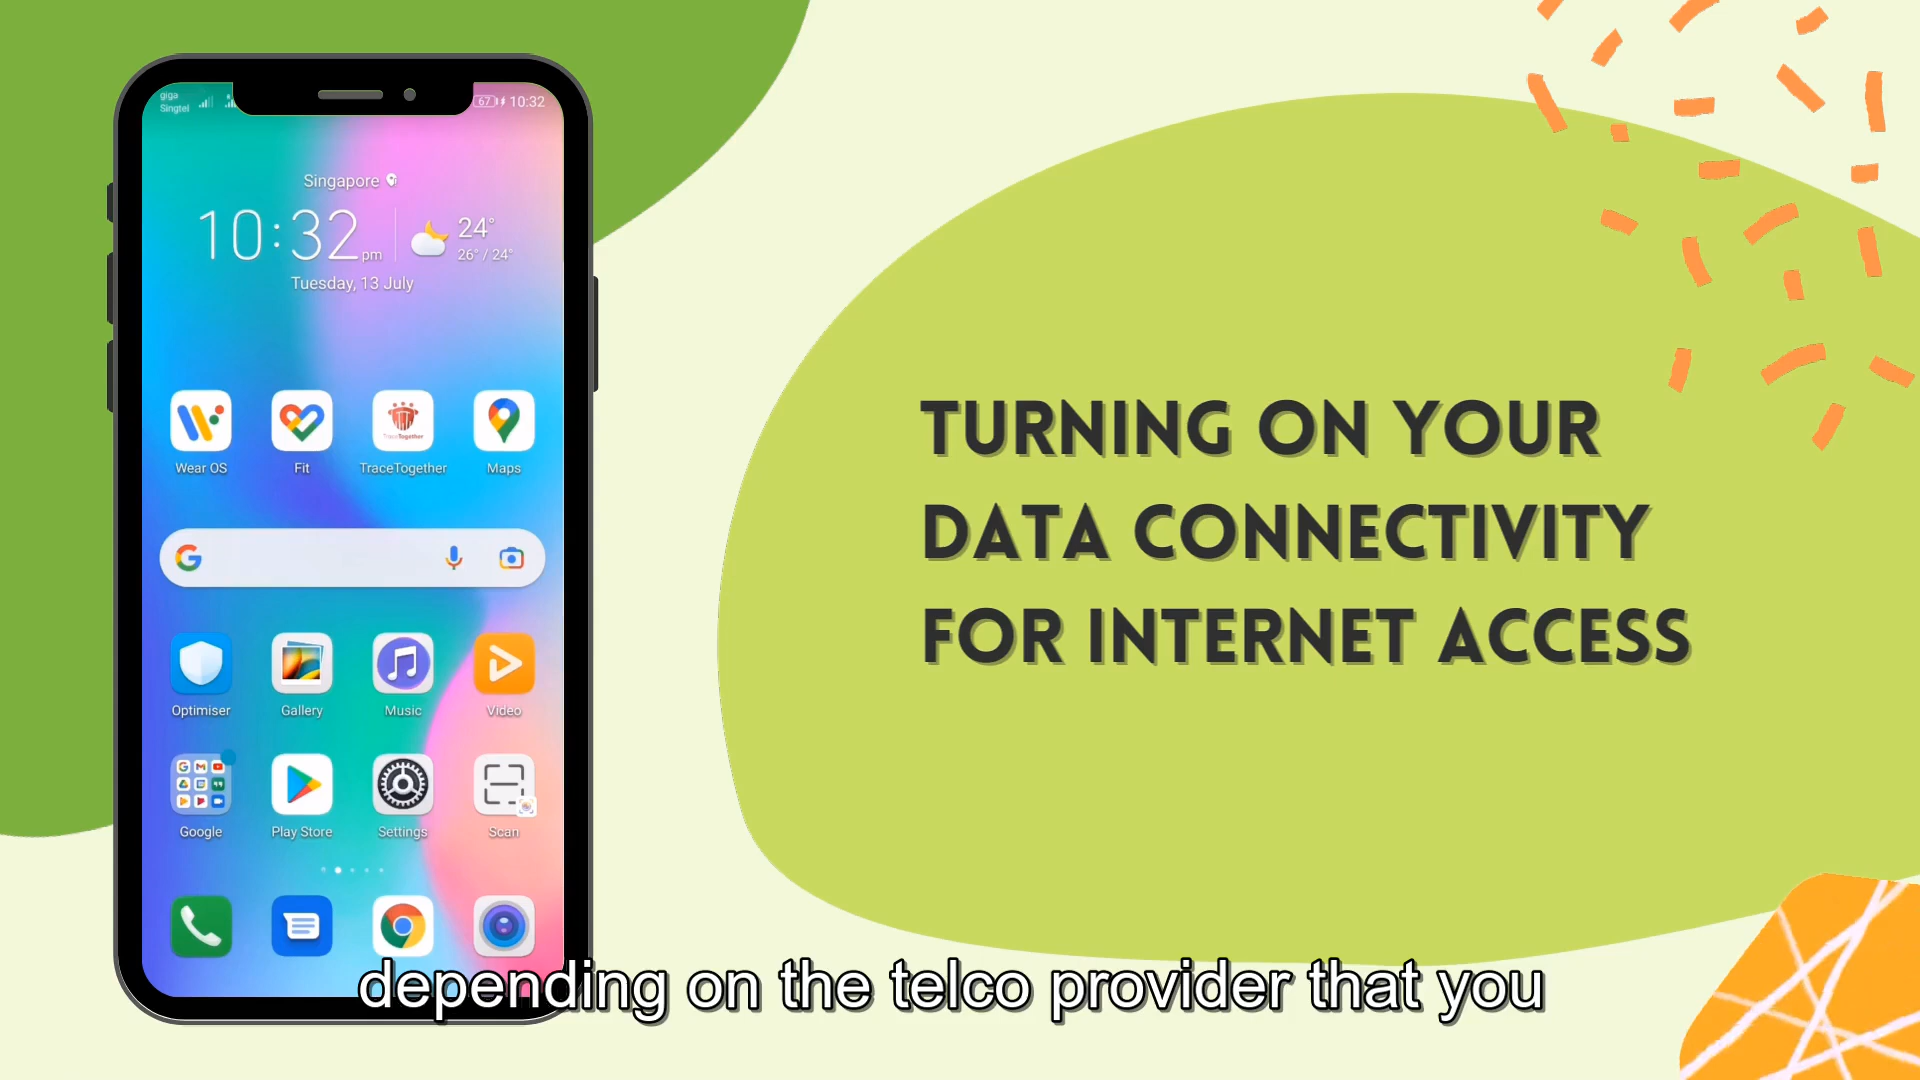 giga
Singtel
67
10:32
Singapore
10:32 pm
24°
26° / 24°
Tuesday, 13 July
Wear OS
Fit
TraceTogether
TraceTogether
Maps
Optimiser
Gallery
Music
Video
Google
Play Store
Settings
Scan
TURNING ON YOUR
DATA CONNECTIVITY
FOR INTERNET ACCESS
depending on the telco provider that you